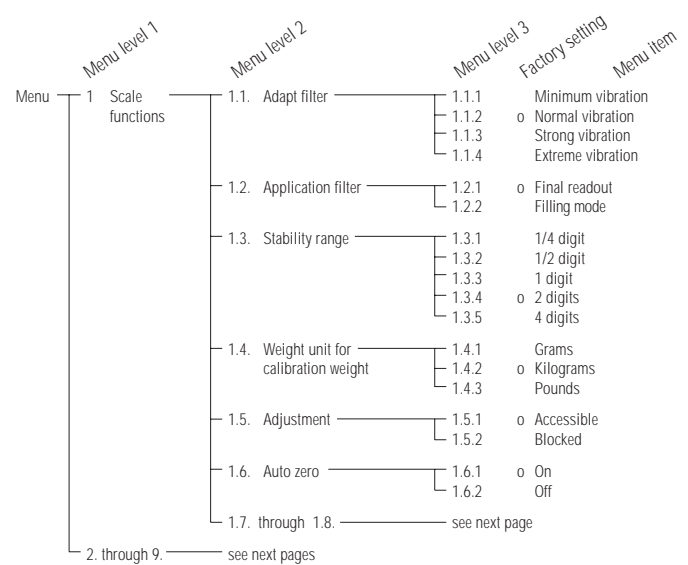 Menu level 1 Menu level 2 Menu level 3 Factory setting Menu item
Menu 1 Scale 1.1. Adapt filter 1.1.1 Minimum vibration
functions 1.1.2 o Normal vibration
1.1.3 Strong vibration
1.1.4 Extreme vibration
1.2. Application filter 1.2.1 o Final readout
1.2.2 Filling mode
1.3. Stability range 1.3.1 1/4 digit
1.3.2 1/2 digit
1.3.3 1 digit
1.3.4 o 2 digits
1.3.5 4 digits
1.4. Weight unit for 1.4.1 Grams
calibration weight 1.4.2 o Kilograms
1.4.3 Pounds
1.5. Adjustment 1.5.1 o Accessible
1.5.2 Blocked
1.6. Auto zero 1.6.1 o On
1.6.2 Off
1.7. through 1.8. see next page
2. through 9. see next pages